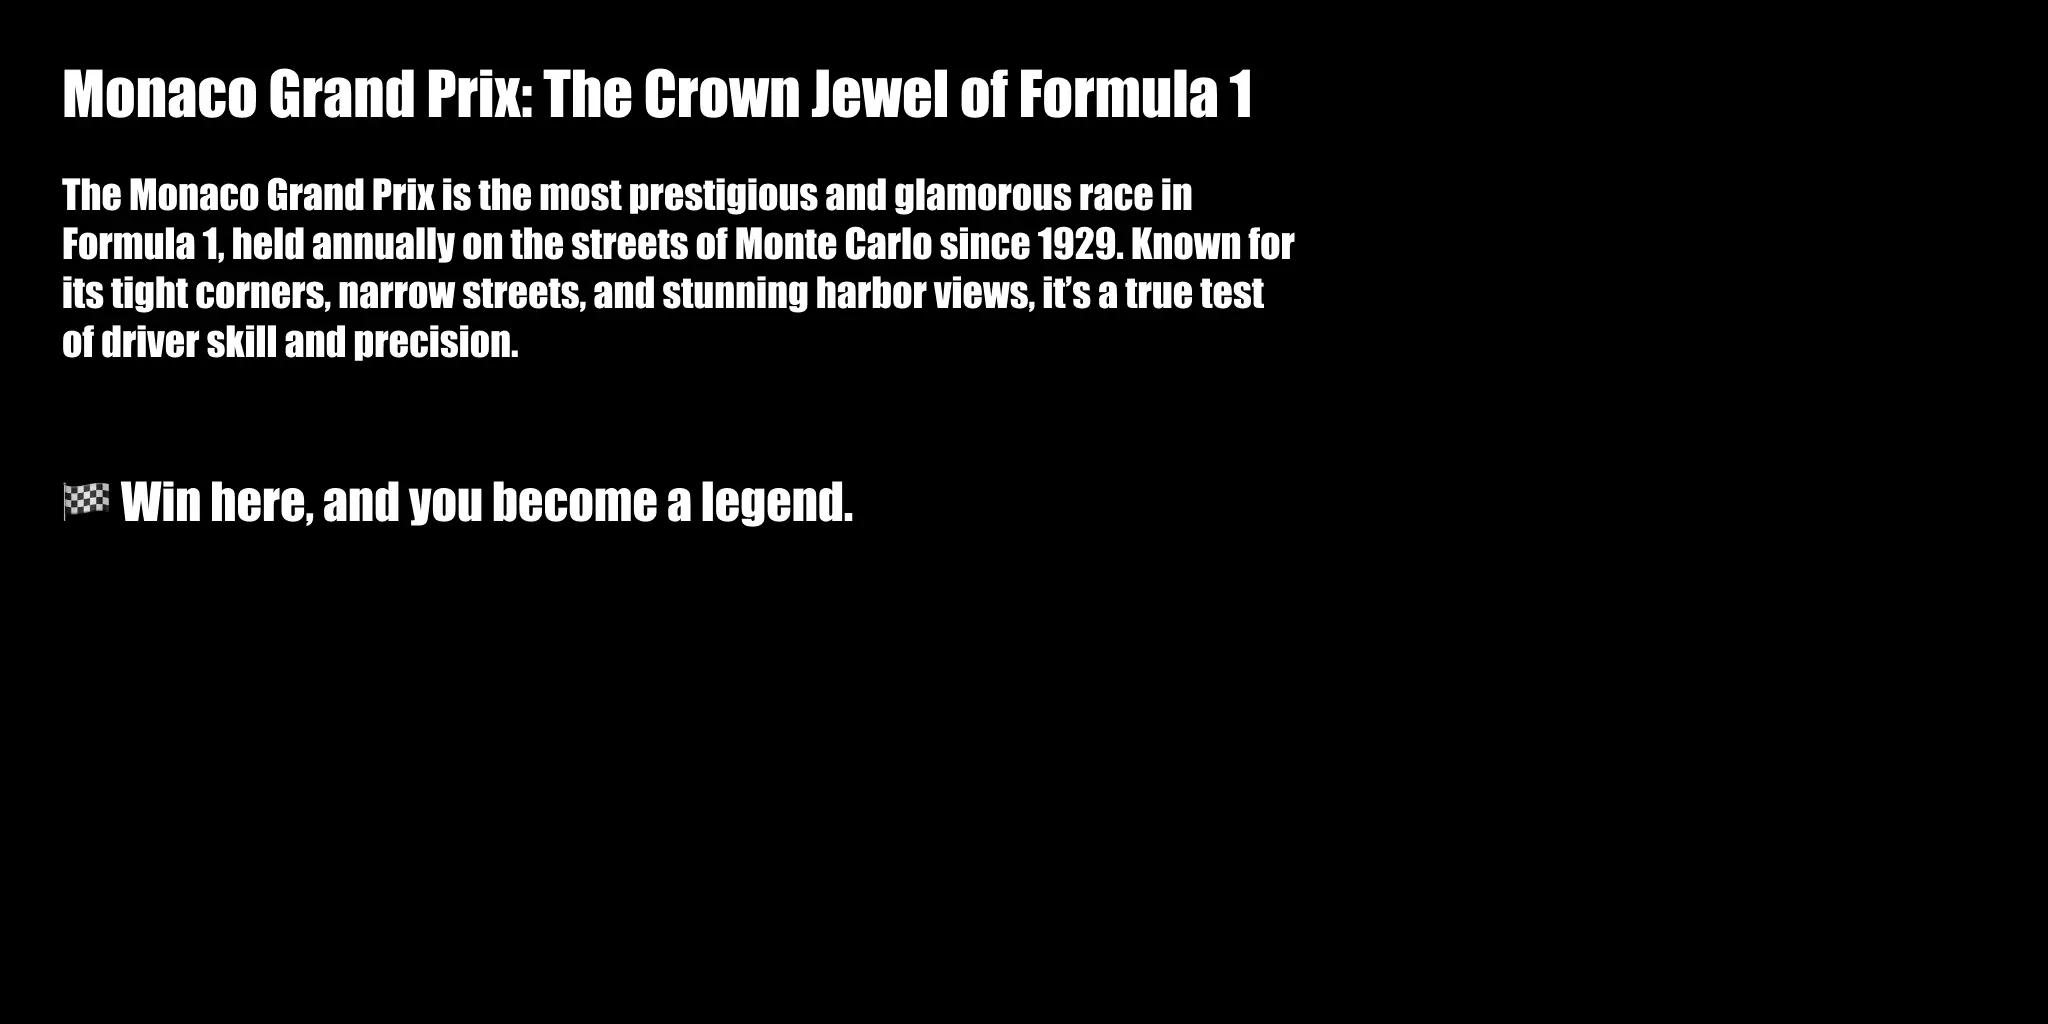 Monaco Grand Prix: The Crown Jewel of Formula 1
The Monaco Grand Prix is the most prestigious and glamorous race in
Formula 1, held annually on the streets of Monte Carlo since 1929. Known for
its tight corners, narrow streets, and stunning harbor views, it’s a true test
of driver skill and precision.
🏁 Win here, and you become a legend.